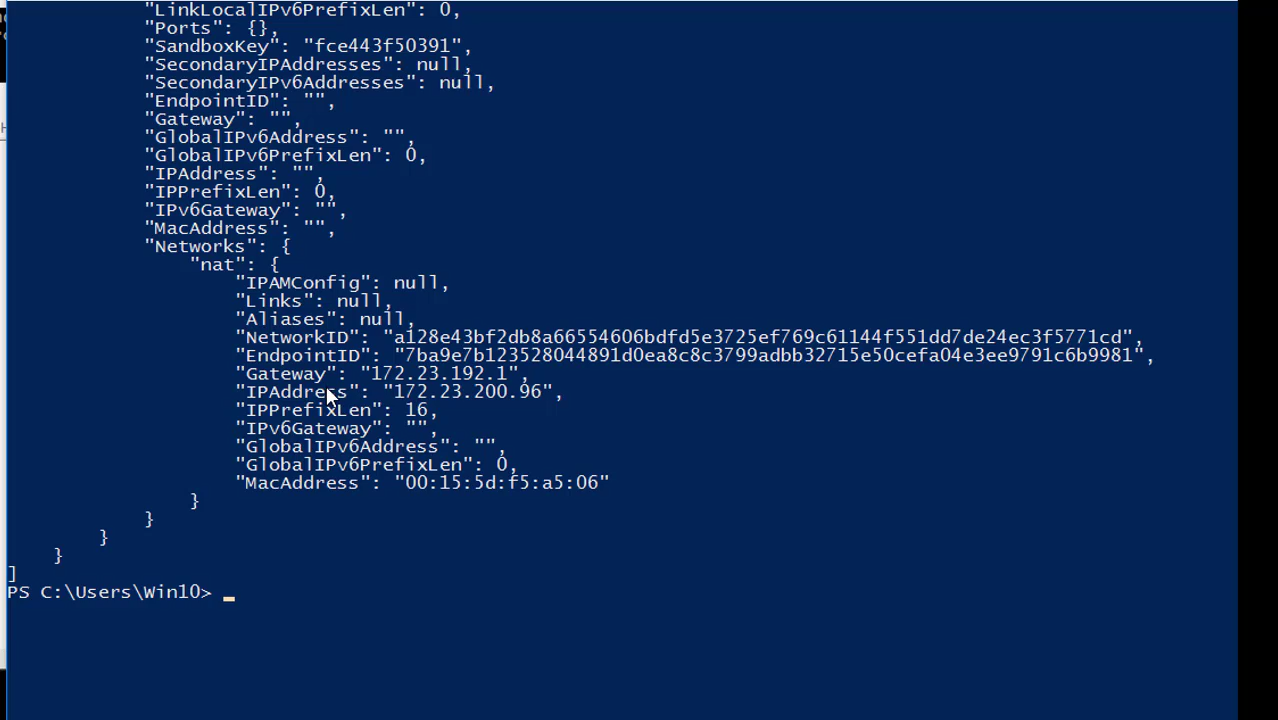 "LinkLocalIPv6PrefixLen": 0,
"Ports": {},
"SandboxKey": "fce443f50391",
"SecondaryIPAddresses": null,
"SecondaryIPv6Addresses": null,
"EndpointID": "",
"Gateway": "",
"GlobalIPv6Address": "",
"GlobalIPv6PrefixLen": 0,
"IPAddress": "",
"IPPrefixLen": 0,
"IPv6Gateway": "",
"MacAddress": "",
"Networks": {
"nat": {
"IPAMConfig": null,
"Links": null,
"Aliases": null,
"NetworkID": "a128e43bf2db8a66554606bdfd5e3725ef769c61144f551dd7de24ec3f5771cd",
"EndpointID": "7ba9e7b123528044891d0ea8c8c3799adbb32715e50cefa04e3ee9791c6b9981",
"Gateway": "172.23.192.1",
"IPAddress": "172.23.200.96",
"IPPrefixLen": 16,
"IPv6Gateway": "",
"GlobalIPv6Address": "",
"GlobalIPv6PrefixLen": 0,
"MacAddress": "00:15:5d:f5:a5:06"
}
}
}
}
]
PS C:\Users\Win10> _